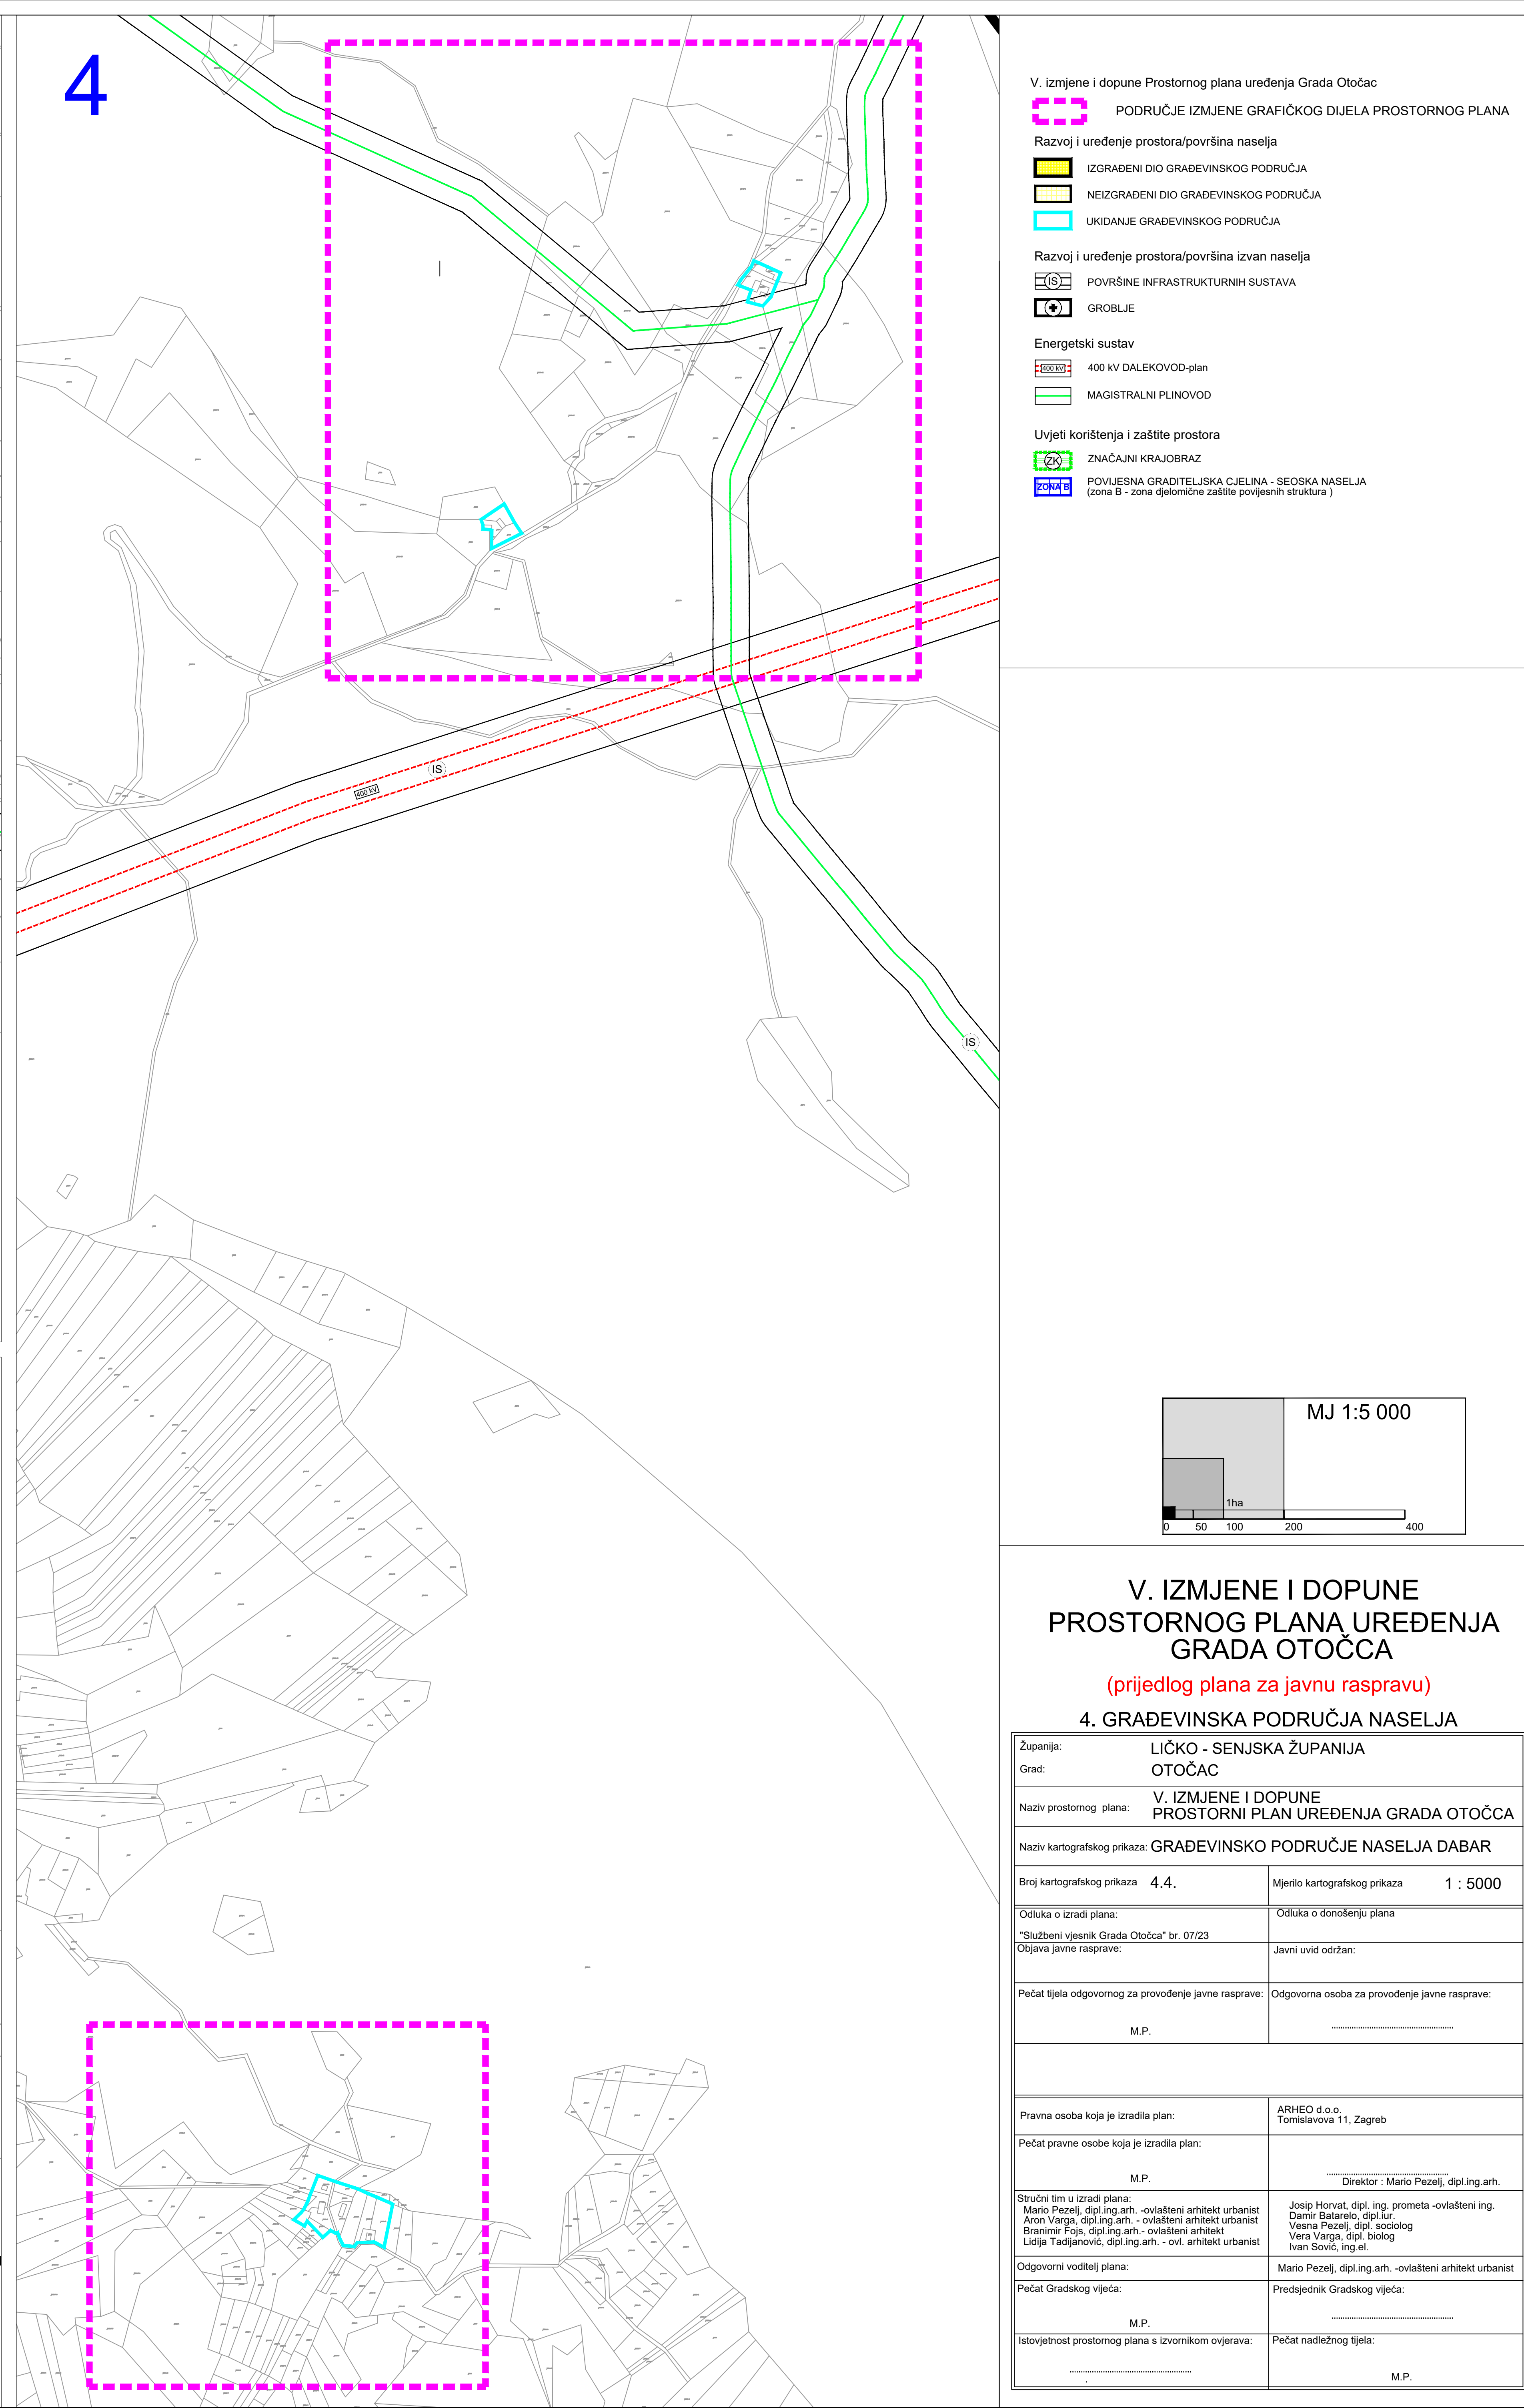 4
IS
400 kV
IS
V. izmjene i dopune Prostornog plana uređenja Grada Otočac
PODRUČJE IZMJENE GRAFIČKOG DIJELA PROSTORNOG PLANA
Razvoj i uređenje prostora/površina naselja
IZGRAĐENI DIO GRAĐEVINSKOG PODRUČJA
NEIZGRAĐENI DIO GRAĐEVINSKOG PODRUČJA
UKIDANJE GRAĐEVINSKOG PODRUČJA
Razvoj i uređenje prostora/površina izvan naselja
IS POVRŠINE INFRASTRUKTURNIH SUSTAVA
GROBLJE
Energetski sustav
400 kV 400 kV DALEKOVOD-plan
MAGISTRALNI PLINOVOD
Uvjeti korištenja i zaštite prostora
ZK ZNAČAJNI KRAJOBRAZ
ZONA B POVIJESNA GRADITELJSKA CJELINA - SEOSKA NASELJA
(zona B - zona djelomične zaštite povijesnih struktura )
MJ 1:5 000
1ha
0 50 100 200 400
V. IZMJENE I DOPUNE
PROSTORNOG PLANA UREĐENJA
GRADA OTOČCA
(prijedlog plana za javnu raspravu)
4. GRAĐEVINSKA PODRUČJA NASELJA
Županija: LIČKO - SENJSKA ŽUPANIJA
Grad: OTOČAC
Naziv prostornog plana: V. IZMJENE I DOPUNE
PROSTORNI PLAN UREĐENJA GRADA OTOČCA
Naziv kartografskog prikaza: GRAĐEVINSKO PODRUČJE NASELJA DABAR
Broj kartografskog prikaza 4.4. Mjerilo kartografskog prikaza 1 : 5000
Odluka o izradi plana: Odluka o donošenju plana
"Službeni vjesnik Grada Otočca" br. 07/23
Objava javne rasprave: Javni uvid održan:
Pečat tijela odgovornog za provođenje javne rasprave: Odgovorna osoba za provođenje javne rasprave:
M.P.
Pravna osoba koja je izradila plan: ARHEO d.o.o.
Tomislavova 11, Zagreb
Pečat pravne osobe koja je izradila plan:
M.P.
Direktor : Mario Pezelj, dipl.ing.arh.
Stručni tim u izradi plana:
Mario Pezelj, dipl.ing.arh. -ovlašteni arhitekt urbanist
Aron Varga, dipl.ing.arh. - ovlašteni arhitekt urbanist
Branimir Fojs, dipl.ing.arh.- ovlašteni arhitekt
Lidija Tadijanović, dipl.ing.arh. - ovl. arhitekt urbanist
Josip Horvat, dipl. ing. prometa -ovlašteni ing.
Damir Batarelo, dipl.iur.
Vesna Pezelj, dipl. sociolog
Vera Varga, dipl. biolog
Ivan Sović, ing.el.
Odgovorni voditelj plana: Mario Pezelj, dipl.ing.arh. -ovlašteni arhitekt urbanist
Pečat Gradskog vijeća: Predsjednik Gradskog vijeća:
M.P.
Istovjetnost prostornog plana s izvornikom ovjerava: Pečat nadležnog tijela:
M.P.